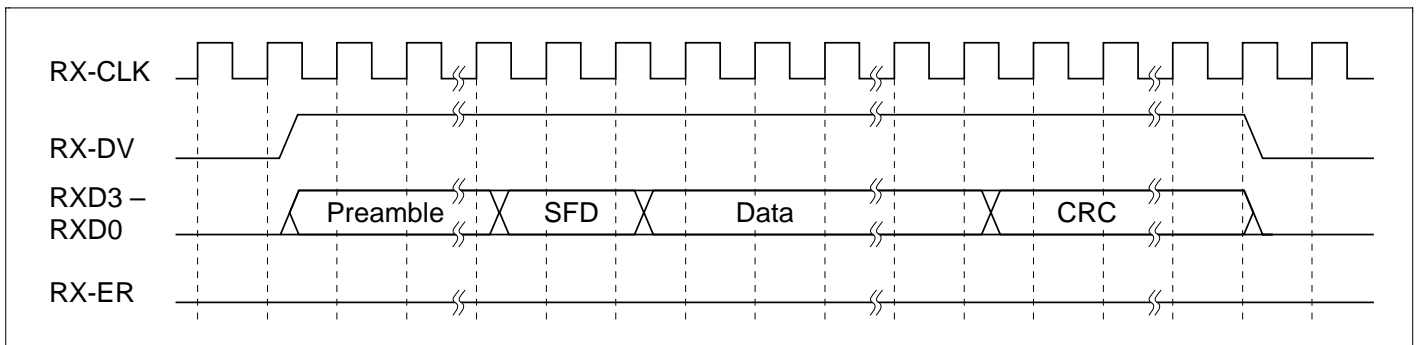 RX-CLK
RX-DV
RXD3 –
RXD0
Preamble SFD Data CRC
RX-ER